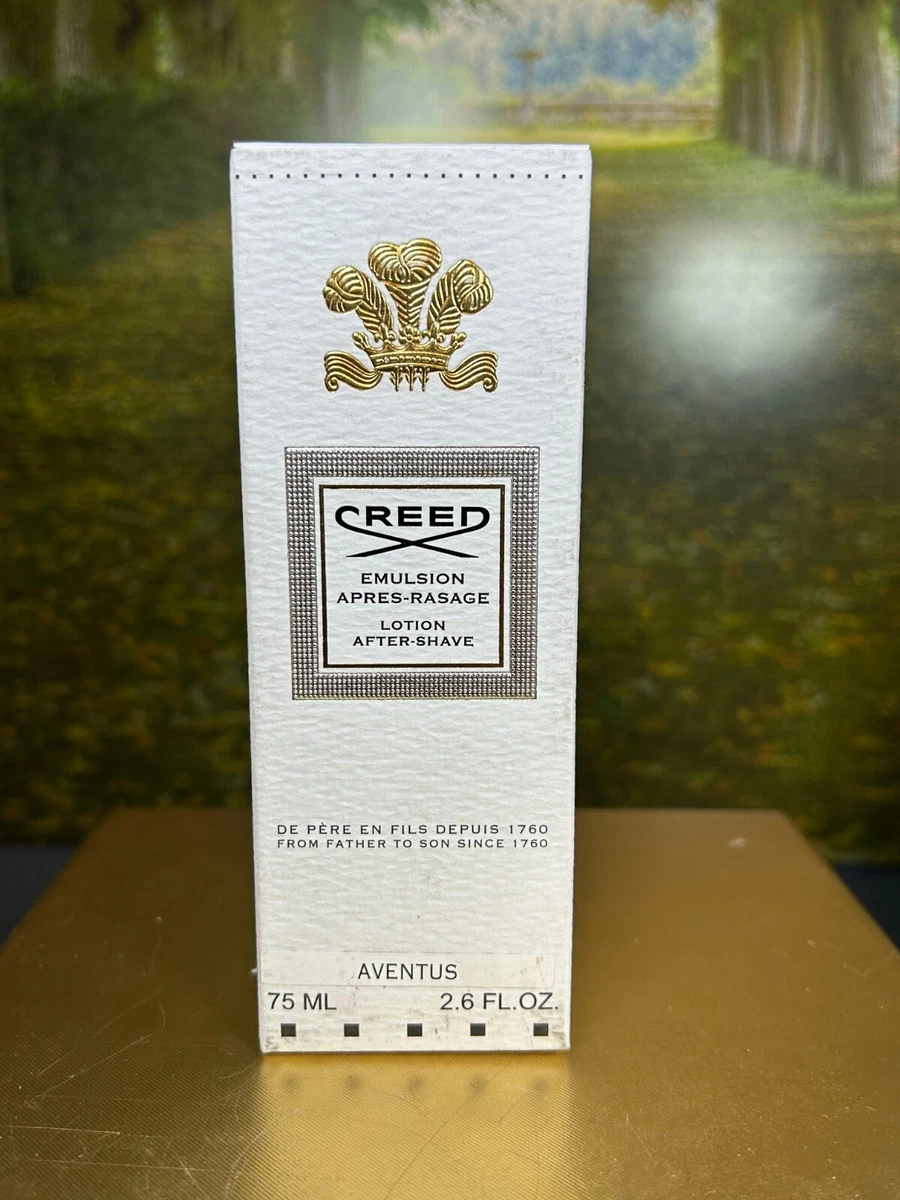 CREED
EMULSION
APRES-RASAGE
LOTION
AFTER-SHAVE
DE PÈRE EN FILS DEPUIS 1760
FROM FATHER TO SON SINCE 1760
AVENTUS
75 ML 2.6 FL.OZ.